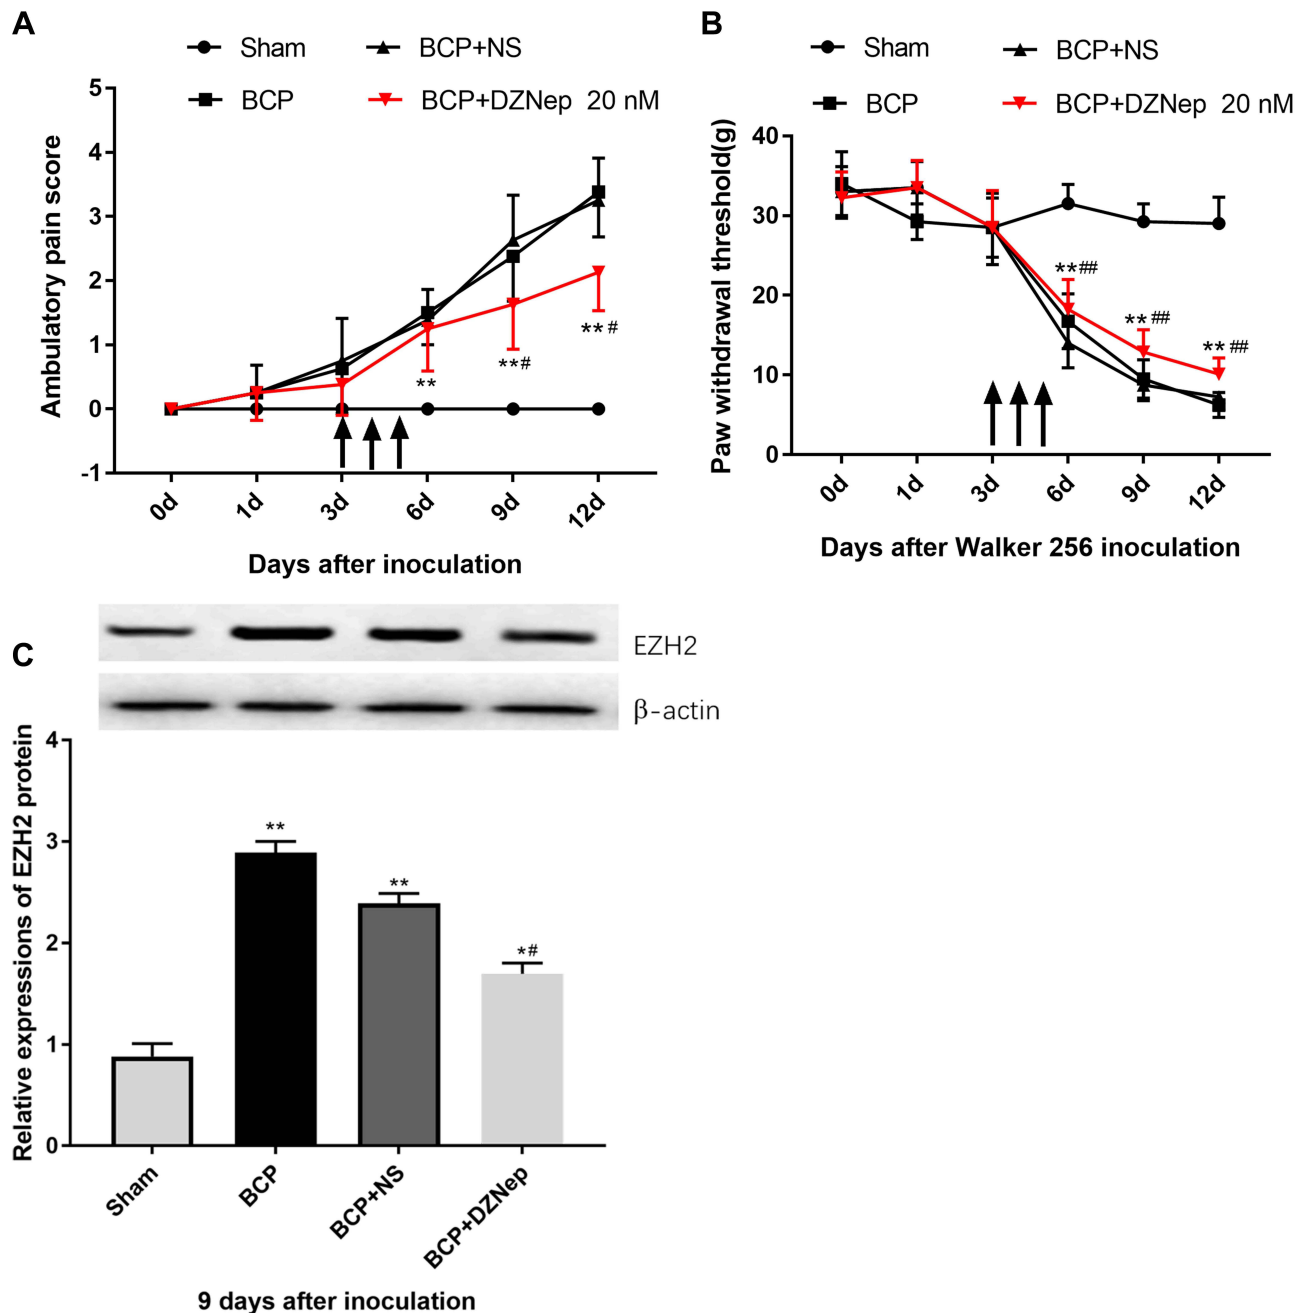 A
Sham
BCP+NS
BCP
BCP+DZNep 20 nM
Ambulatory pain score
5
4
3
2
1
0
-1
**
**#
**#
0d
1d
3d
6d
9d
12d
Days after inoculation
B
Sham
BCP+NS
BCP
BCP+DZNep 20 nM
Paw withdrawal threshold(g)
40
30
20
10
0
**##
**##
**##
0d
1d
3d
6d
9d
12d
Days after Walker 256 inoculation
C
EZH2
β-actin
Relative expressions of EZH2 protein
4
3
2
1
0
**
**
*#
Sham
BCP
BCP+NS
BCP+DZNep
9 days after inoculation